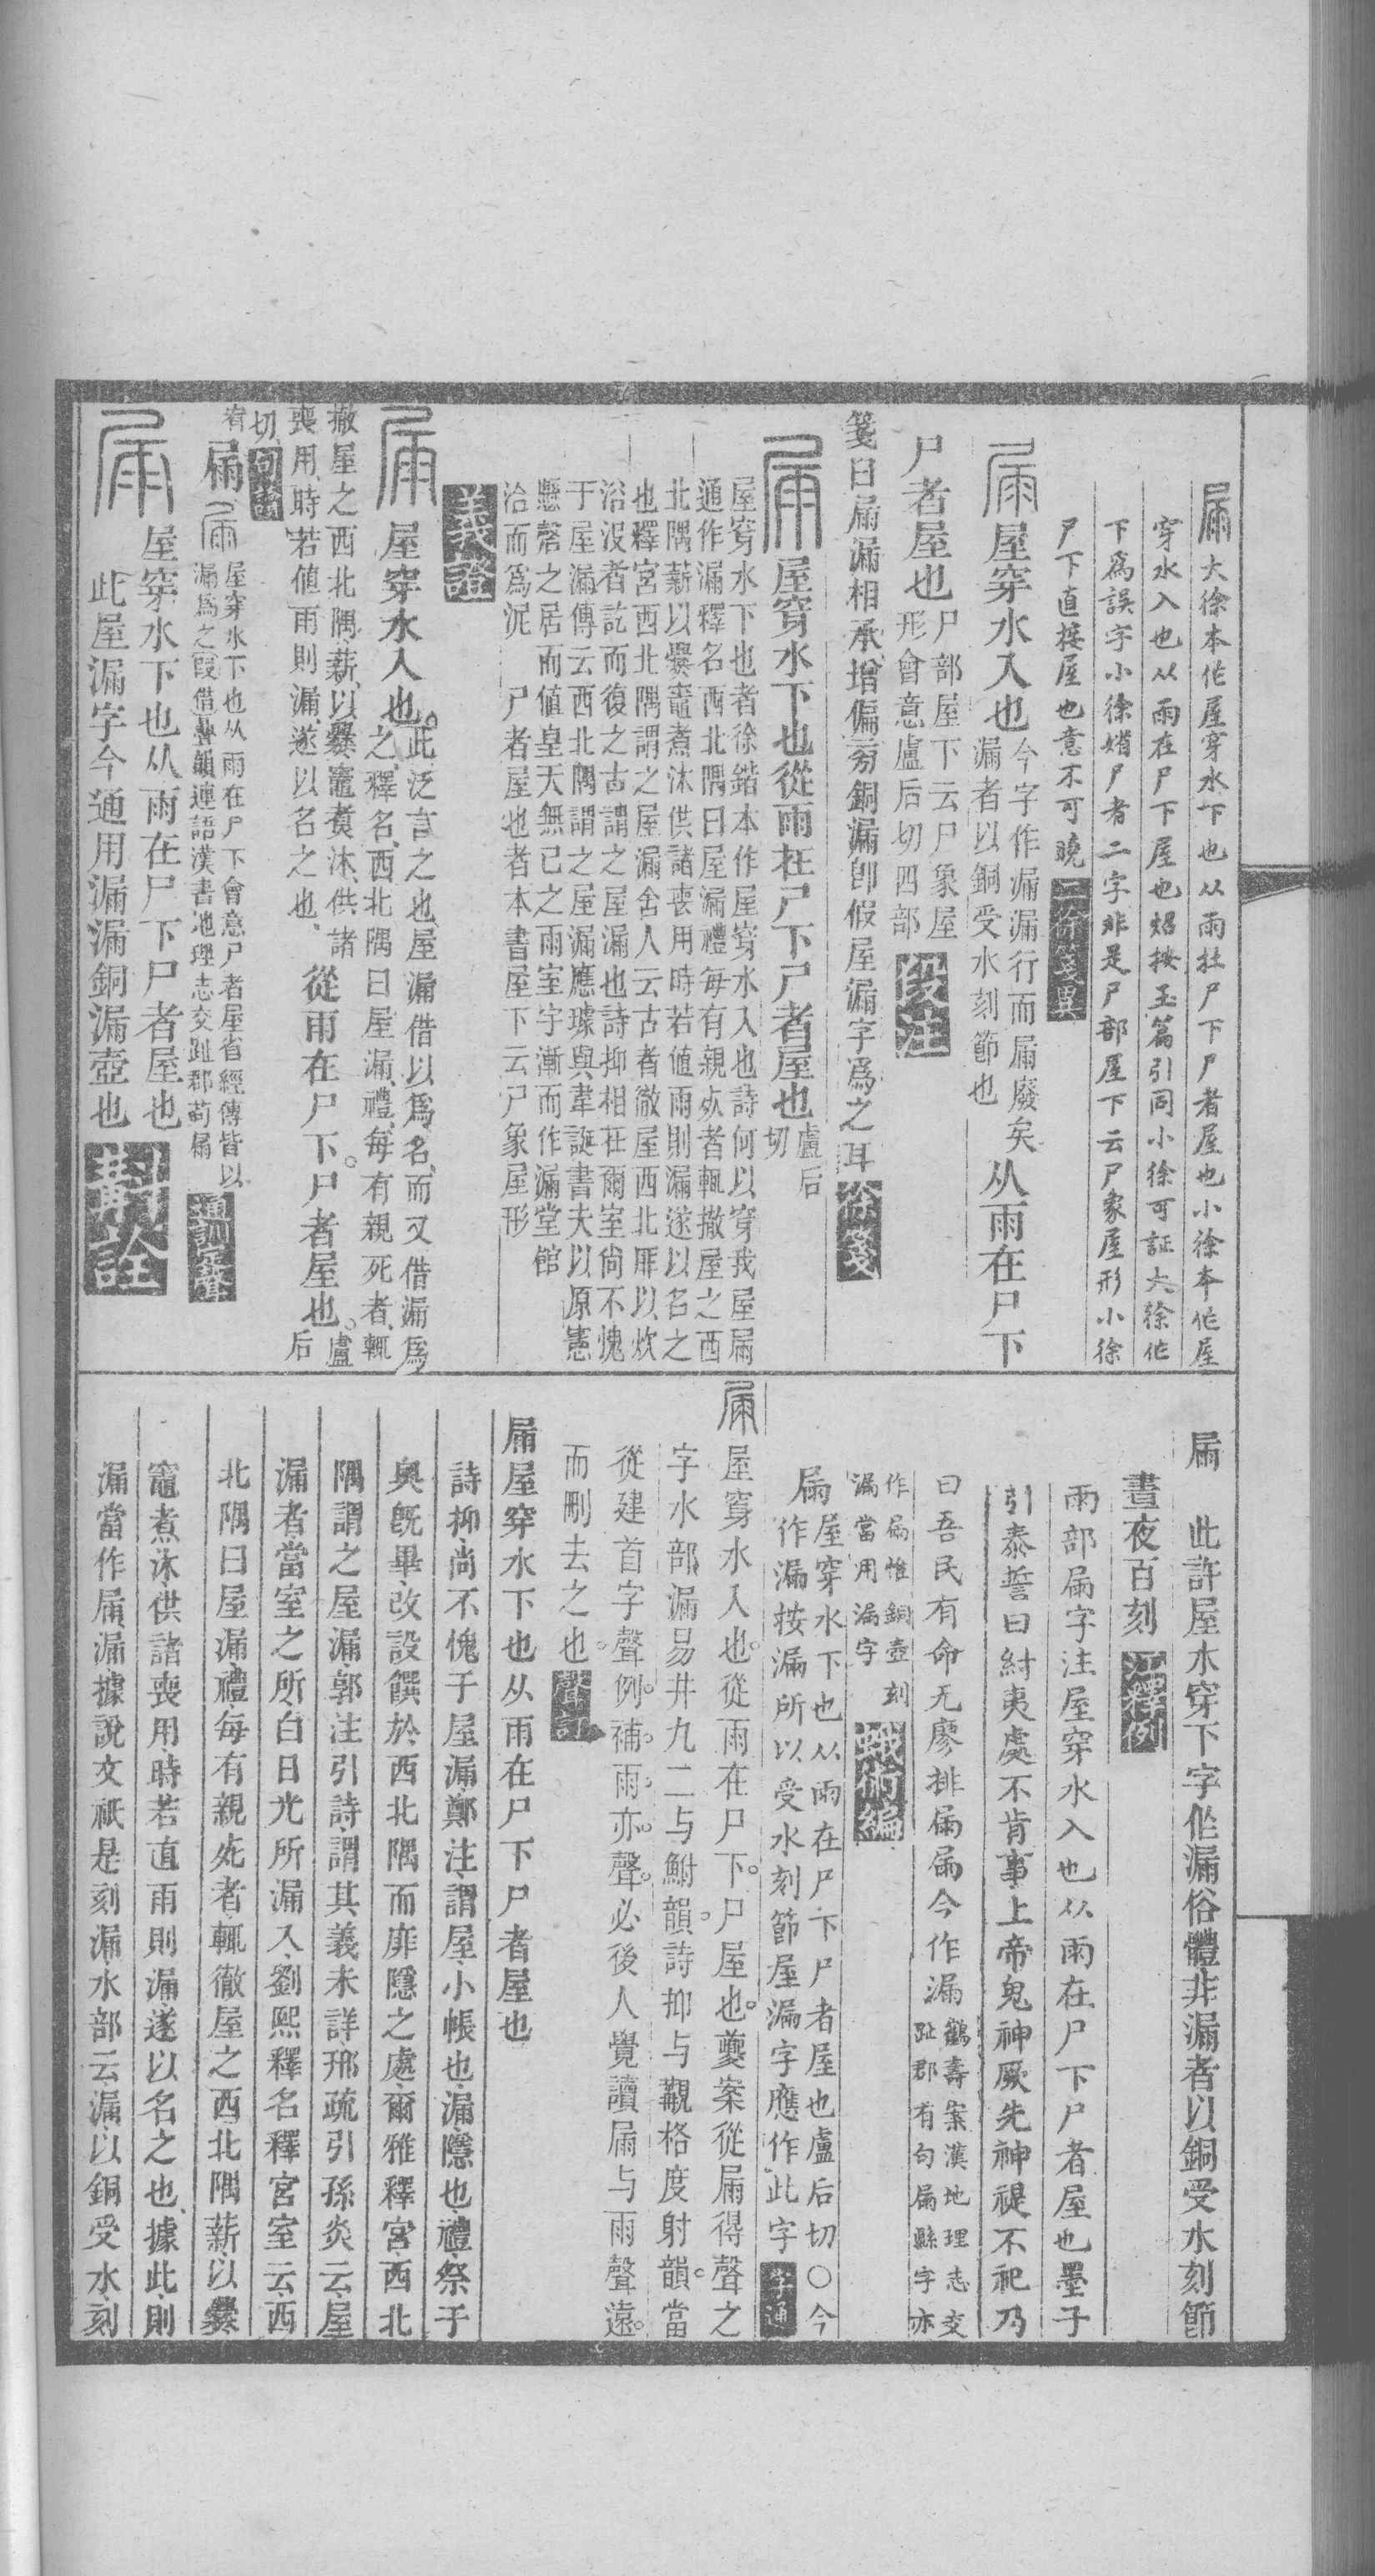 屚大徐本作屋穿水下也从雨在尸下尸者屋也小徐本作屋
穿水入也从雨在尸下屋也炤按玉篇引同小徐可証大徐作
下爲誤字小徐媘尸者二字非是尸部屋下云尸象屋形小徐
尸下直接屋也意不可曉二徐箋異
屚屋穿水入也今字作漏漏行而屚廢矣
漏者以銅受水刻節也从雨在尸下
尸者屋也尸部屋下云尸象屋
形會意盧后切四部段注
箋曰屚漏相承增偏旁銅漏卽假屋漏字爲之耳徐箋
屚屋穿水下也從雨在尸下尸者屋也盧后
切
屋穿水下也者徐鍇本作屋穿水入也詩何以穿我屋屚
通作漏釋名西北隅曰屋漏禮每有親死者輒撤屋之西
北隅薪以爨竈煮沐供諸喪用時若値雨則漏遂以名之
也釋宮西北隅謂之屋漏舍人云古者徹屋西北厞以炊
浴汲者訖而復之古謂之屋漏也詩抑相在爾室尙不愧
于屋漏傳云西北隅謂之屋漏應璩與韋誕書夫以原憲
懸磬之居而値皇天無已之雨室宇漸而作漏堂館
洽而爲泥　尸者屋也者本書屋下云尸象屋形
義證
屚屋穿水入也。此泛言之也、屋漏借以爲名、而又借漏爲
之、釋名、西北隅曰屋漏、禮、每有親死者、輒
撤屋之西北隅、薪、以爨竈煑沐、供諸
喪用、時若値雨則漏、遂以名之也、從雨在尸下。尸者屋也。盧
后
切、句讀
屚屚屋穿水下也从雨在尸下會意尸者屋省經傳皆以
漏爲之叚借疊韻連語漢書地理志交趾郡茍屚
通訓定聲
屚屋穿水下也从雨在尸下尸者屋也
此屋漏字今通用漏漏銅漏壺也
屚　此許屋水穿下字作漏俗體非漏者以銅受水刻節
晝夜百刻江釋例
雨部屚字注屋穿水入也从雨在尸下尸者屋也墨子
引泰誓曰紂夷處不肯事上帝鬼神厥先神禔不祀乃
曰吾民有命无廖排屚屚今作漏鶴壽案漢地理志交
趾郡有句屚縣字亦
作屚惟銅壺刻
漏當用漏字蛾術編
屚屋穿水下也从雨在尸下尸者屋也盧后切〇今
作漏按漏所以受水刻節屋漏字應作此字字通
屚屋穿水入也。從雨在尸下。尸屋也。夔案從屚得聲之
字水部漏易井九二与鮒韻。詩抑与觀格度射韻。當
從建首字聲例。補。雨。亦。聲。必後人覺讀屚与雨聲遠。
而刪去之也。聲訂
屚屋穿水下也从雨在尸下尸者屋也
詩抑、尙不愧于屋漏、鄭注、謂屋、小帳也、漏、隱也、禮、祭于
奥旣畢、改設饌於西北隅而厞隱之處、爾雅釋宮、西北
隅謂之屋漏、郭注引詩、謂其義未詳、邢疏引孫炎云、屋
漏者、當室之所、白日光所漏入、劉熙釋名釋宮室云、西
北隅曰屋漏、禮每有親死者、輒徹屋之西北隅薪以爨
竈煮沐、供諸喪用、時若直雨則漏、遂以名之也、據此、則
漏當作屚、漏據說文、衹是刻漏、水部云、漏、以銅受水、刻